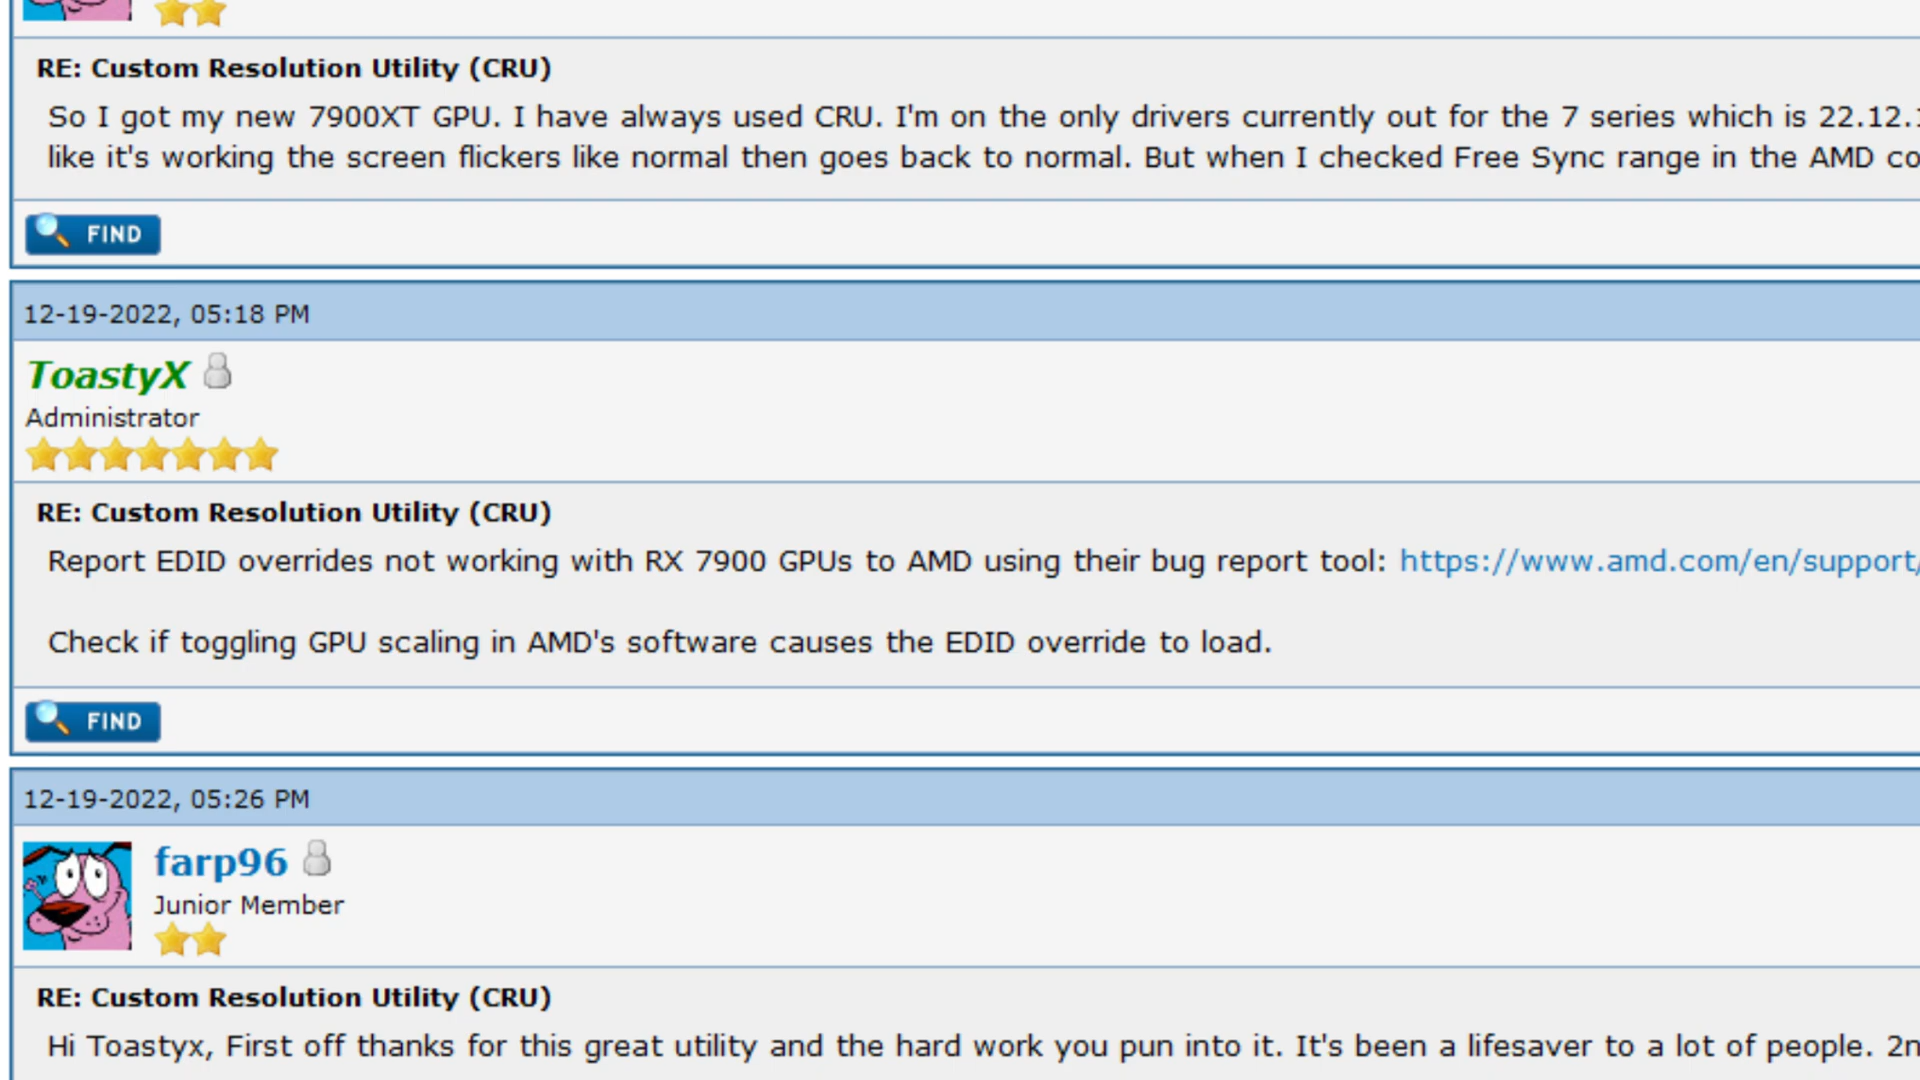 RE: Custom Resolution Utility (CRU)
So I got my new 7900XT GPU. I have always used CRU. I'm on the only drivers currently out for the 7 series which is 22.12.1
like it's working the screen flickers like normal then goes back to normal. But when I checked Free Sync range in the AMD co
FIND
12-19-2022, 05:18 PM
ToastyX
Administrator
RE: Custom Resolution Utility (CRU)
Report EDID overrides not working with RX 7900 GPUs to AMD using their bug report tool: https://www.amd.com/en/support/
Check if toggling GPU scaling in AMD's software causes the EDID override to load.
FIND
12-19-2022, 05:26 PM
farp96
Junior Member
RE: Custom Resolution Utility (CRU)
Hi Toastyx, First off thanks for this great utility and the hard work you pun into it. It's been a lifesaver to a lot of people. 2n